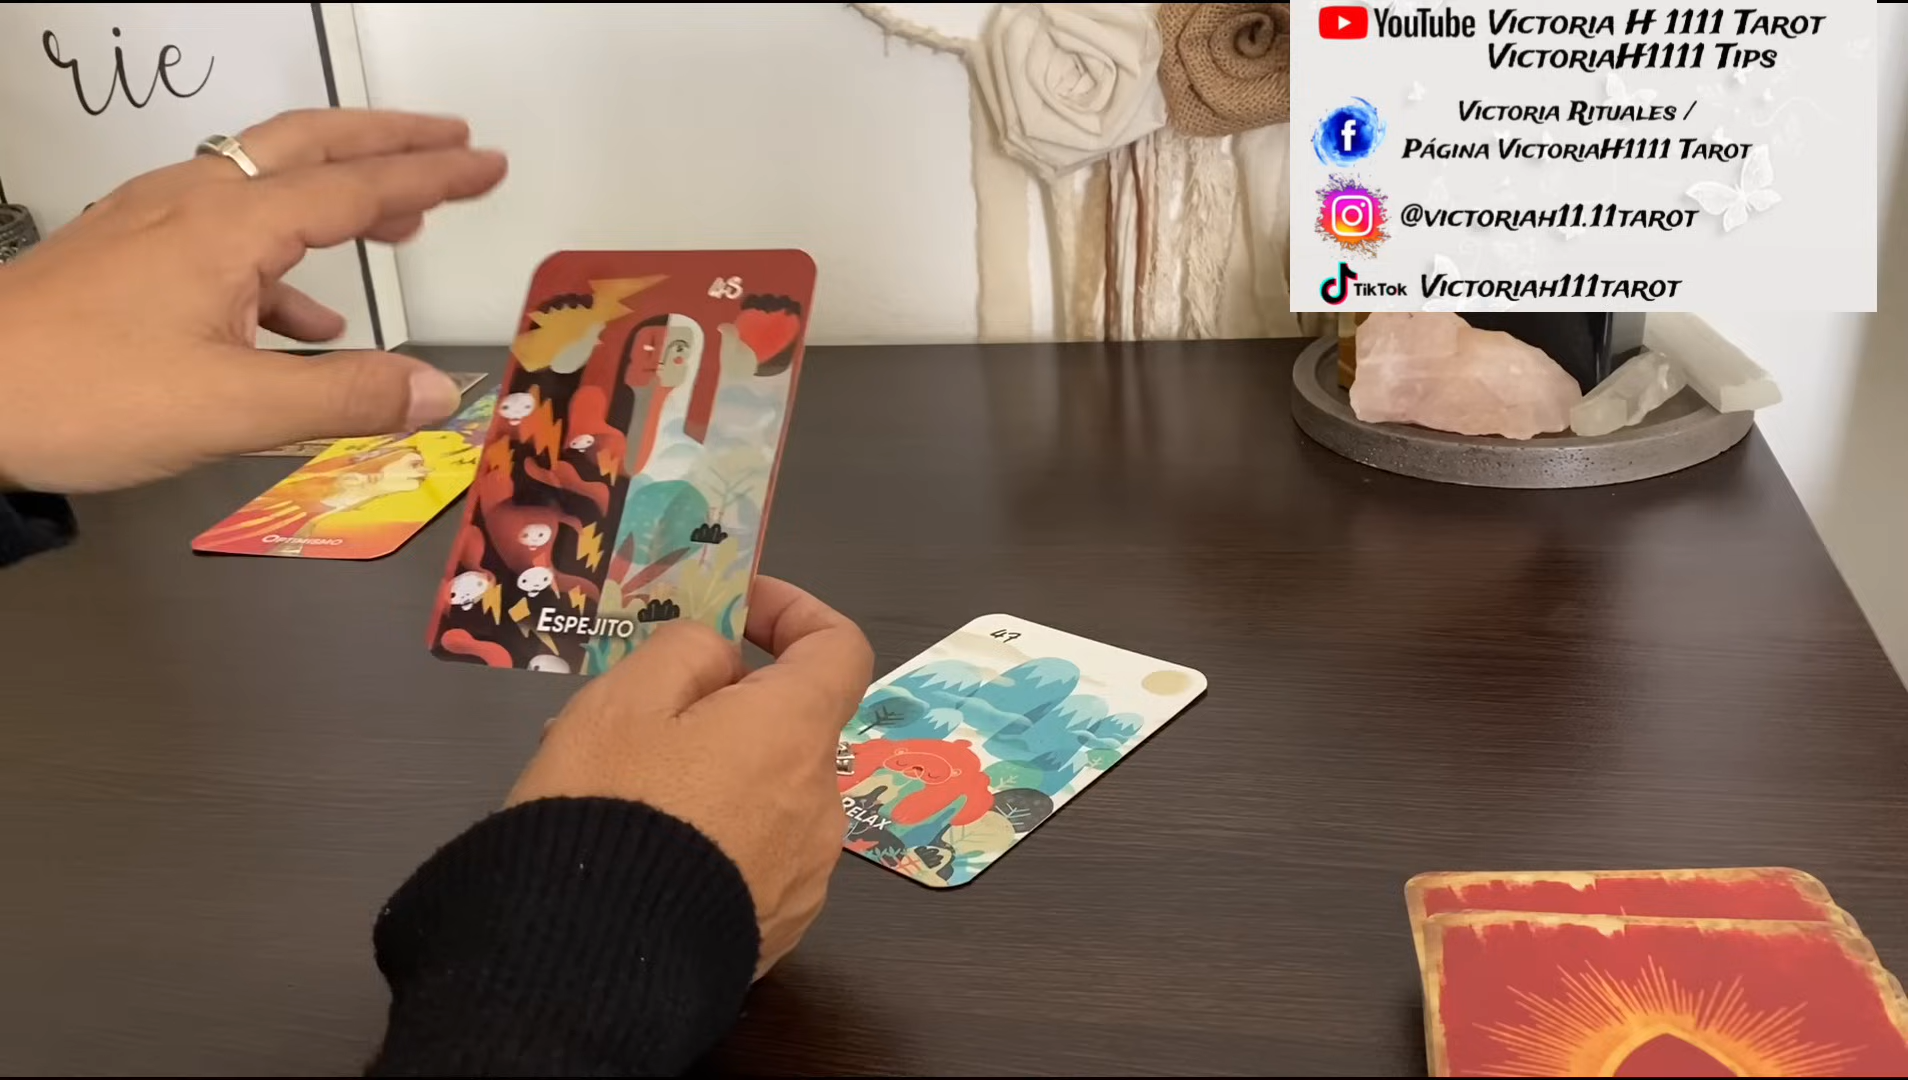 rie
YouTube Victoria H 1111 Tarot
VictoriaH1111 Tips
Victoria Rituales /
Página VictoriaH1111 Tarot
@victoriah11.11tarot
TikTok Victoriah111tarot
48
Espejito
Optimismo
47
Relax